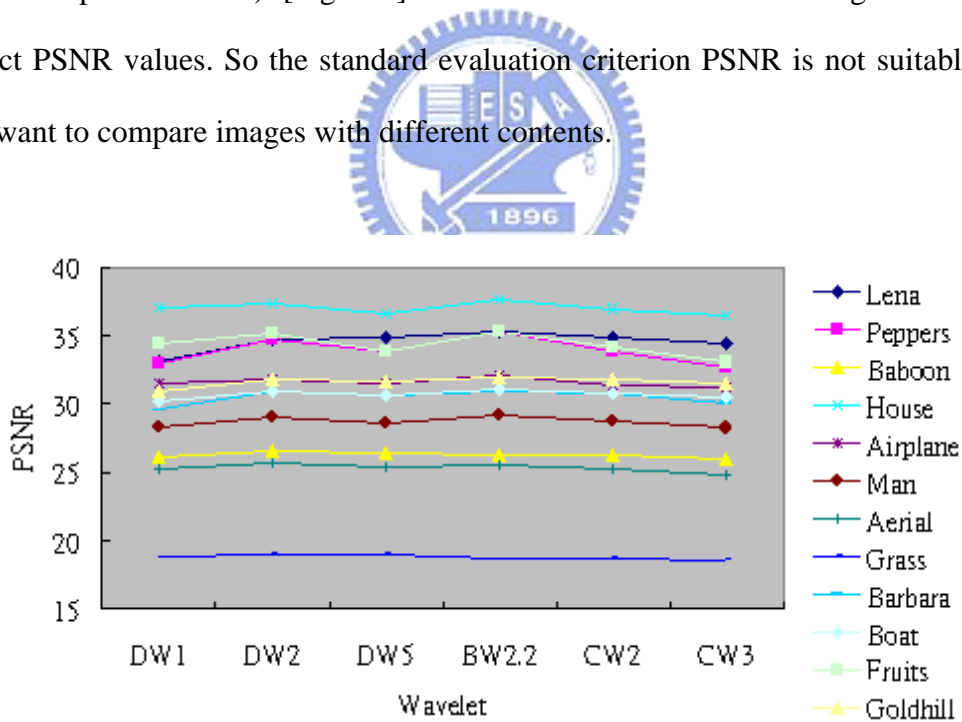 ct PSNR values. So the standard evaluation criterion PSNR is not suitabl
want to compare images with different contents.
E S A
1896
40
35
30
25
20
15
PSNR
DW1 DW2 DW5 BW2.2 CW2 CW3
Wavelet
Lena
Peppers
Baboon
House
Airplane
Man
Aerial
Grass
Barbara
Boat
Fruits
Goldhill